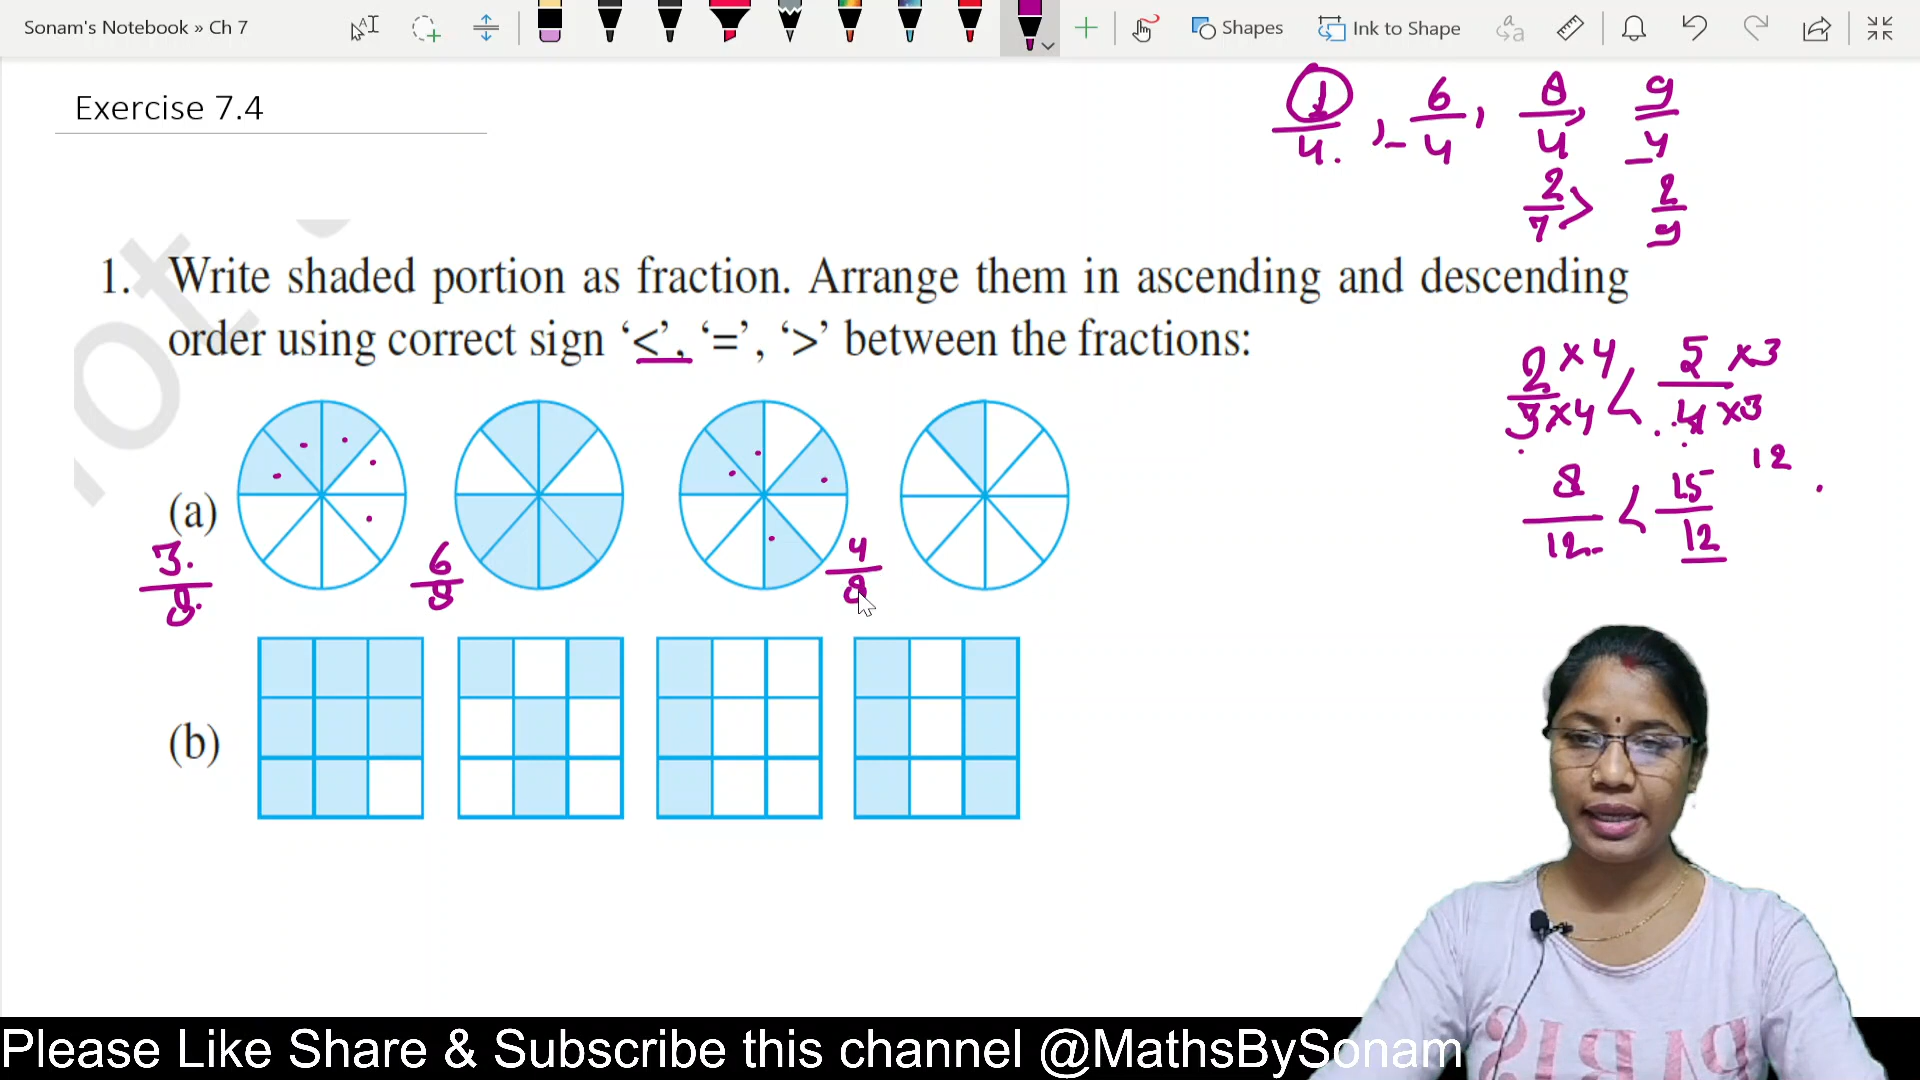 Sonam's Notebook » Ch 7
Shapes
Ink to Shape
Exercise 7.4
1/4, 6/4, 8/4, 9/4
2/7 > 2/9
1. Write shaded portion as fraction. Arrange them in ascending and descending
order using correct sign ‘<’, ‘=’, ‘>’ between the fractions:
2×4/3×4 < 5×3/4×3
12
8/12 < 15/12
(a)
3/8 6/8 4/8
(b)
Please Like Share & Subscribe this channel @MathsBySonam